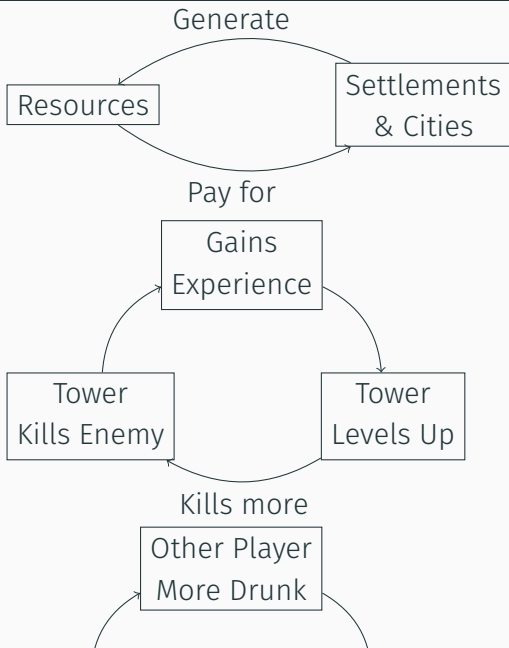 Generate
Resources
Settlements
& Cities
Pay for
Gains
Experience
Tower
Kills Enemy
Tower
Levels Up
Kills more
Other Player
More Drunk